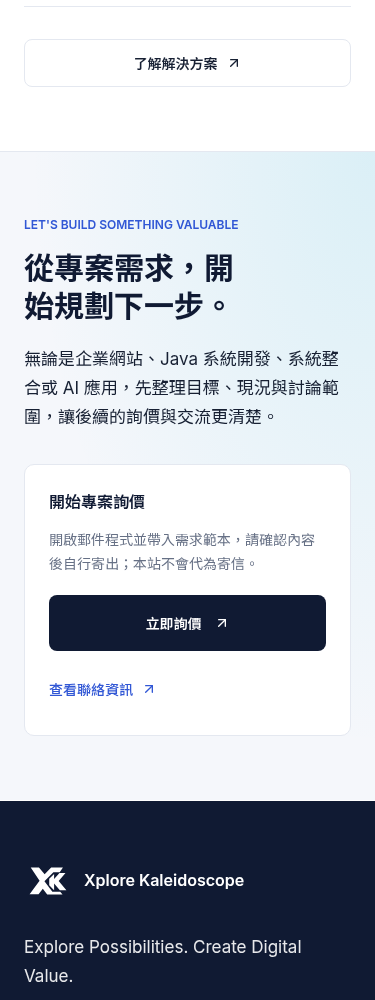 了解解決方案
LET'S BUILD SOMETHING VALUABLE
從專案需求，開
始規劃下一步。
無論是企業網站、Java 系統開發、系統整
合或 AI 應用，先整理目標、現況與討論範
圍，讓後續的詢價與交流更清楚。
開始專案詢價
開啟郵件程式並帶入需求範本，請確認內容
後自行寄出；本站不會代為寄信。
立即詢價
查看聯絡資訊
Xplore Kaleidoscope
Explore Possibilities. Create Digital
Value.